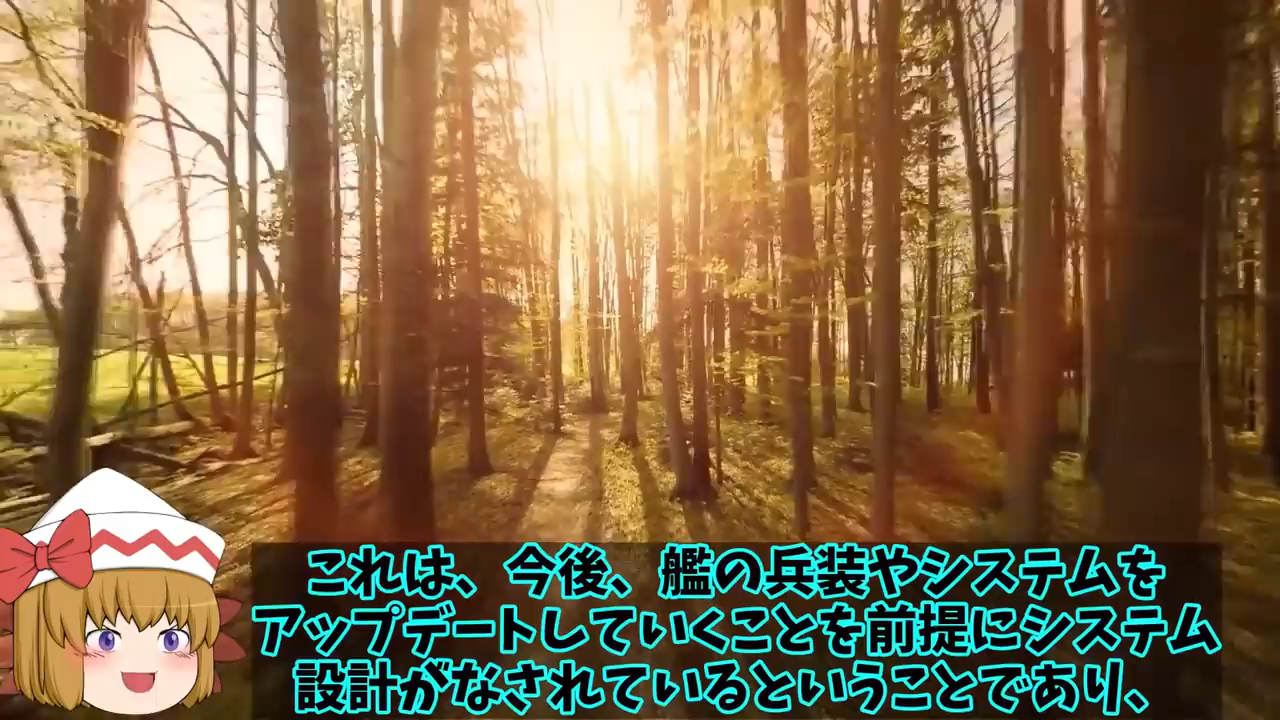 これは、今後、艦の兵装やシステムを
アップデートしていくことを前提にシステム
設計がなされているということであり、